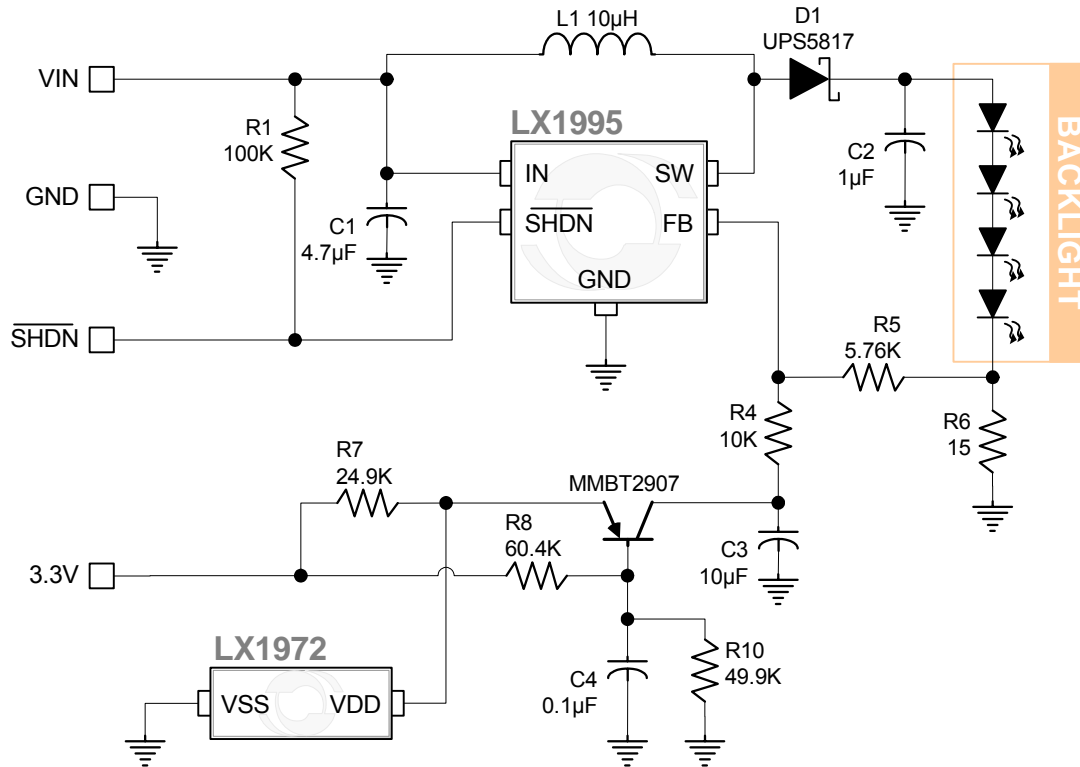 L1 10µH
D1
UPS5817
VIN
R1
100K
LX1995
IN
SW
C2
1µF
BACKLIGHT
GND
C1
4.7µF
SHDN
FB
GND
SHDN
R5
5.76K
R4
10K
R6
15
R7
24.9K
MMBT2907
R8
60.4K
C3
10µF
3.3V
LX1972
VSS
VDD
C4
0.1µF
R10
49.9K